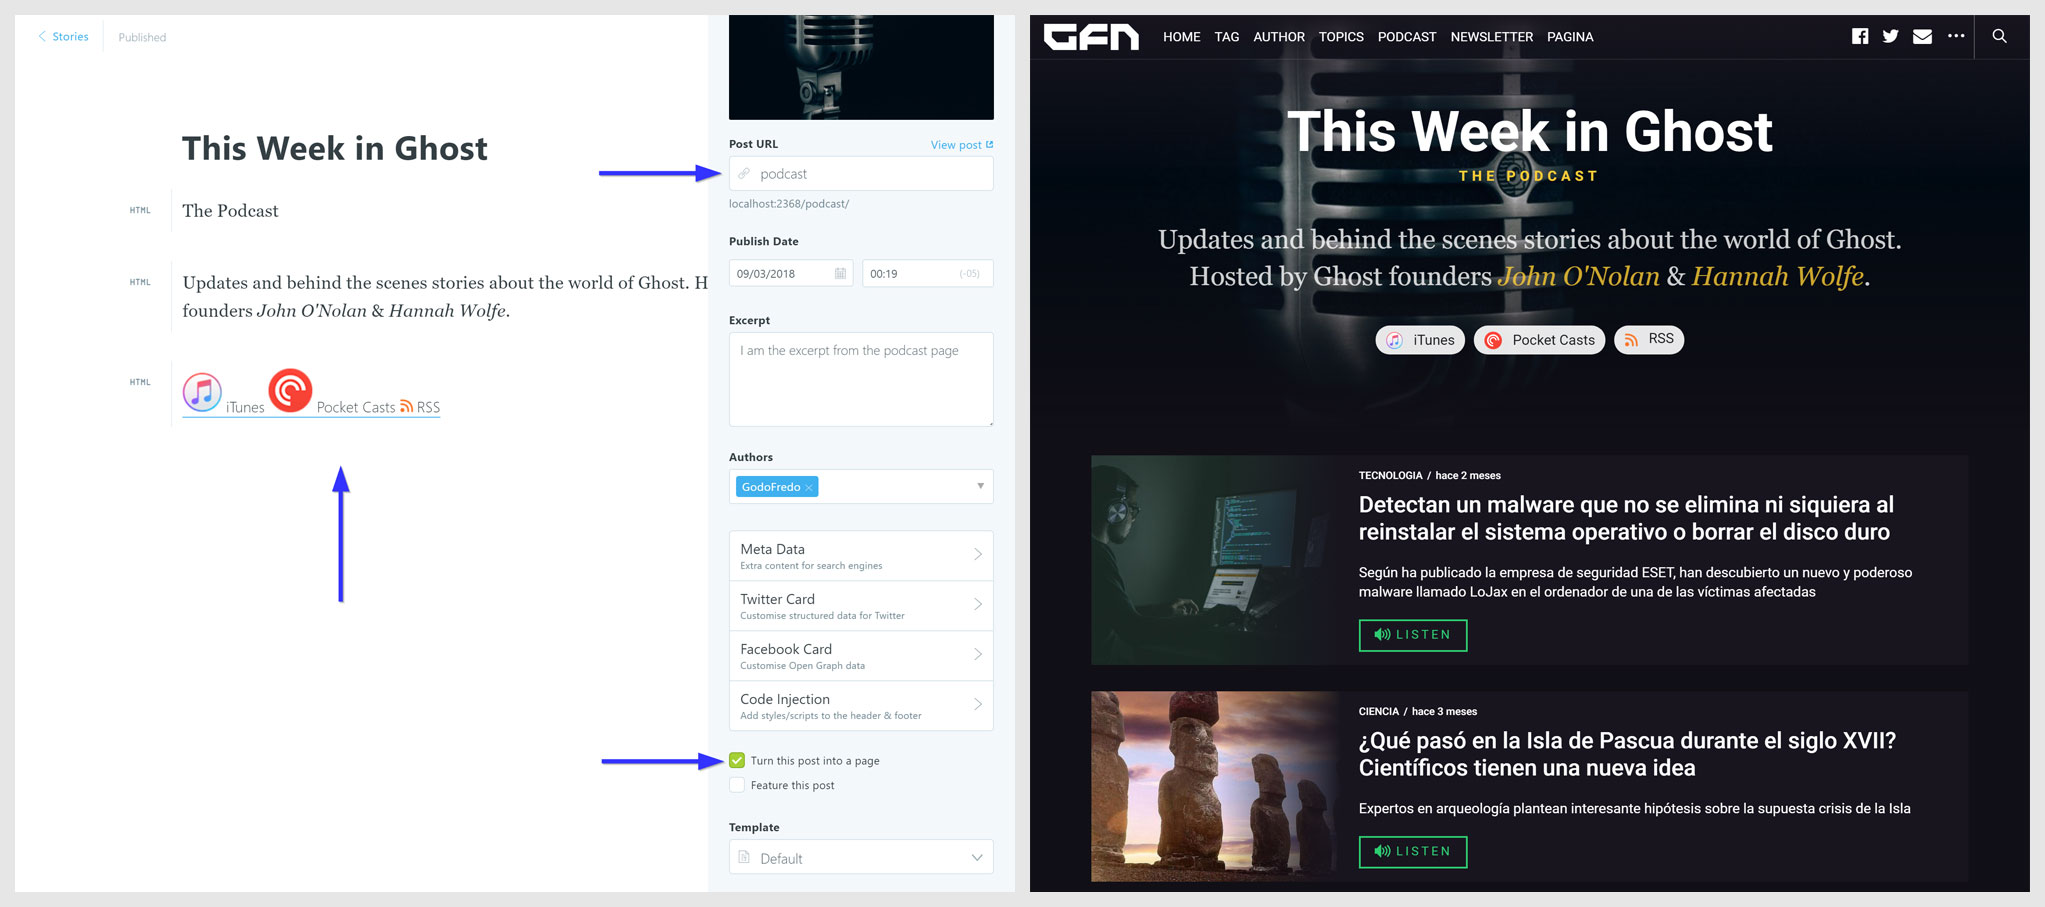 Stories
Published
This Week in Ghost
HTML
The Podcast
HTML
Updates and behind the scenes stories about the world of Ghost. H
founders John O'Nolan & Hannah Wolfe.
HTML
iTunes Pocket Casts RSS
Post URL
View post
podcast
localhost:2368/podcast/
Publish Date
09/03/2018
00:19 (-05)
Excerpt
I am the excerpt from the podcast page
Authors
GodoFredo ×
Meta Data
Extra content for search engines
Twitter Card
Customise structured data for Twitter
Facebook Card
Customise Open Graph data
Code Injection
Add styles/scripts to the header & footer
Turn this post into a page
Feature this post
Template
Default
GFN HOME TAG AUTHOR TOPICS PODCAST NEWSLETTER PAGINA
This Week in Ghost
THE PODCAST
Updates and behind the scenes stories about the world of Ghost.
Hosted by Ghost founders John O'Nolan & Hannah Wolfe.
iTunes Pocket Casts RSS
TECNOLOGIA / hace 2 meses
Detectan un malware que no se elimina ni siquiera al
reinstalar el sistema operativo o borrar el disco duro
Según ha publicado la empresa de seguridad ESET, han descubierto un nuevo y poderoso
malware llamado LoJax en el ordenador de una de las víctimas afectadas
LISTEN
CIENCIA / hace 3 meses
¿Qué pasó en la Isla de Pascua durante el siglo XVII?
Científicos tienen una nueva idea
Expertos en arqueología plantean interesante hipótesis sobre la supuesta crisis de la Isla
LISTEN